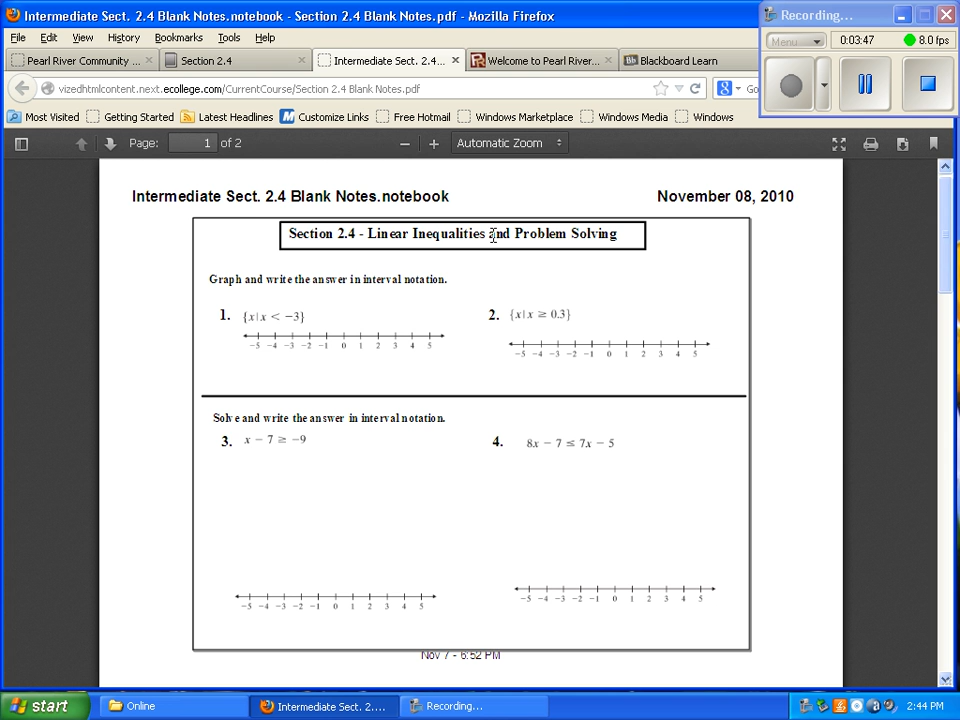 Intermediate Sect. 2.4 Blank Notes.notebook - Section 2.4 Blank Notes.pdf - Mozilla Firefox
Recording...
File Edit View History Bookmarks Tools Help
Menu 00:03:47 8.0 fps
Pearl River Community ... Section 2.4 Intermediate Sect. 2.4... Welcome to Pearl River... Bb Blackboard Learn
vizedhtmlcontent.next.ecollege.com/CurrentCourse/Section 2.4 Blank Notes.pdf Go
Most Visited Getting Started Latest Headlines Customize Links Free Hotmail Windows Marketplace Windows Media Windows
Page: 1 of 2 Automatic Zoom
Intermediate Sect. 2.4 Blank Notes.notebook November 08, 2010
Section 2.4 - Linear Inequalities and Problem Solving
Graph and write the answer in interval notation.
1. {x|x < −3} 2. {x|x ≥ 0.3}
−5 −4 −3 −2 −1 0 1 2 3 4 5
−5 −4 −3 −2 −1 0 1 2 3 4 5
Solve and write the answer in interval notation.
3. x − 7 ≥ −9 4. 8x − 7 ≤ 7x − 5
−5 −4 −3 −2 −1 0 1 2 3 4 5
−5 −4 −3 −2 −1 0 1 2 3 4 5
Nov 7 - 6:52 PM
start Online Intermediate Sect. 2.... Recording... 2:44 PM